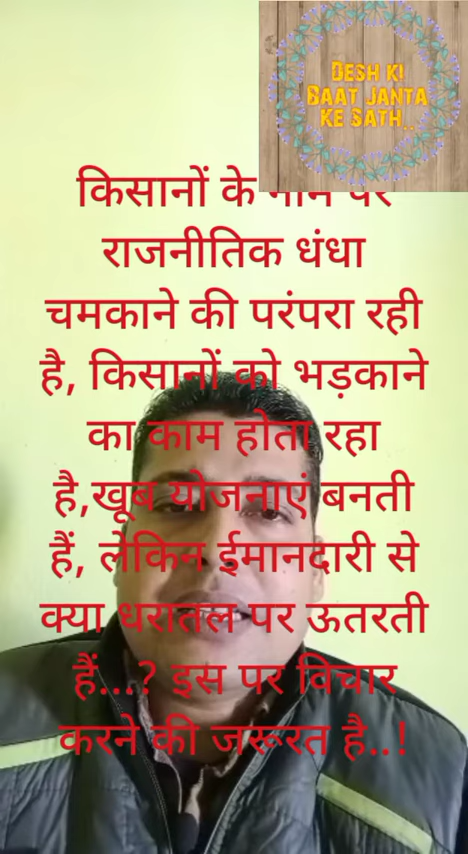 DESH KI
BAAT JANTA
KE SATH..
किसानों के नाम पर
राजनीतिक धंधा
चमकाने की परंपरा रही
है, किसानों को भड़काने
का काम होता रहा
है,खूब योजनाएं बनती
हैं, लेकिन ईमानदारी से
क्या धरातल पर ऊतरती
हैं...? इस पर विचार
करने की जरूरत है..!